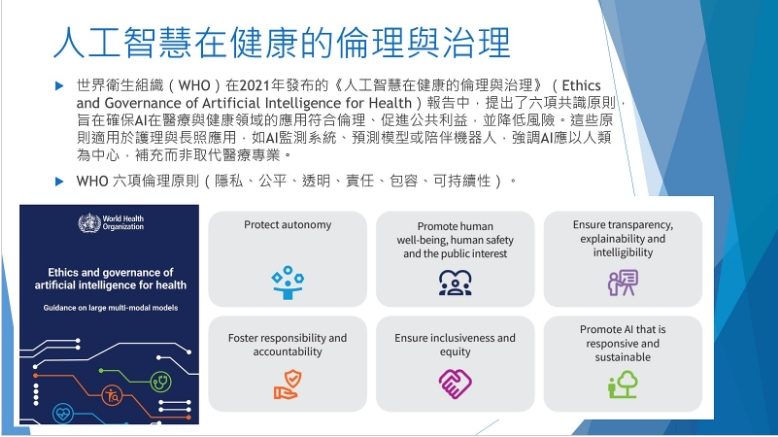 人工智慧在健康的倫理與治理
世界衛生組織（WHO）在2021年發布的《人工智慧在健康的倫理與治理》（Ethics
and Governance of Artificial Intelligence for Health）報告中，提出了六項共識原則，
旨在確保AI在醫療與健康領域的應用符合倫理、促進公共利益，並降低風險。這些原
則適用於護理與長照應用，如AI監測系統、預測模型或陪伴機器人，強調AI應以人類
為中心，補充而非取代醫療專業。
WHO 六項倫理原則（隱私、公平、透明、責任、包容、可持續性）。
World Health
Organization
Ethics and governance of
artificial intelligence for health
Guidance on large multi-modal models
Protect autonomy
Promote human
well-being, human safety
and the public interest
Ensure transparency,
explainability and
intelligibility
Foster responsibility and
accountability
Ensure inclusiveness and
equity
Promote AI that is
responsive and
sustainable